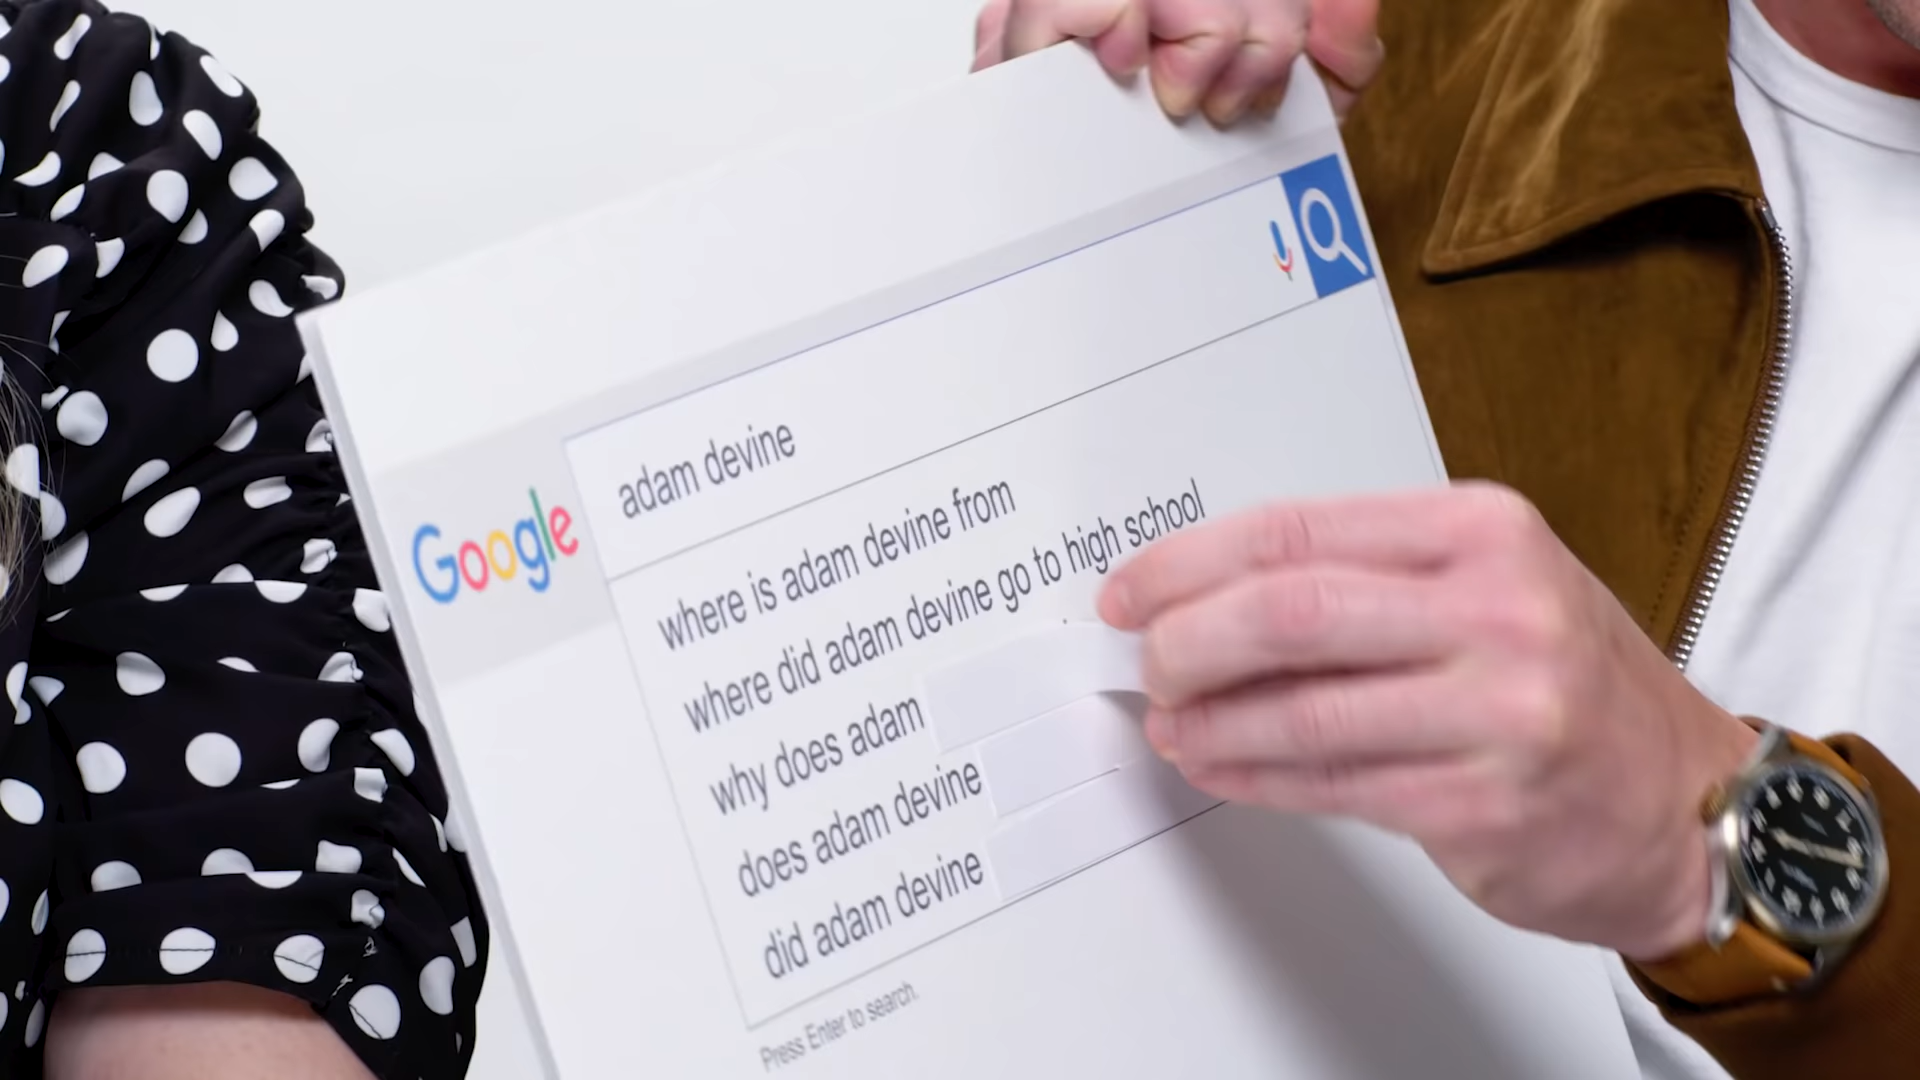 Google
adam devine
where is adam devine from
where did adam devine go to high school
why does adam
does adam devine
did adam devine
Press Enter to search.